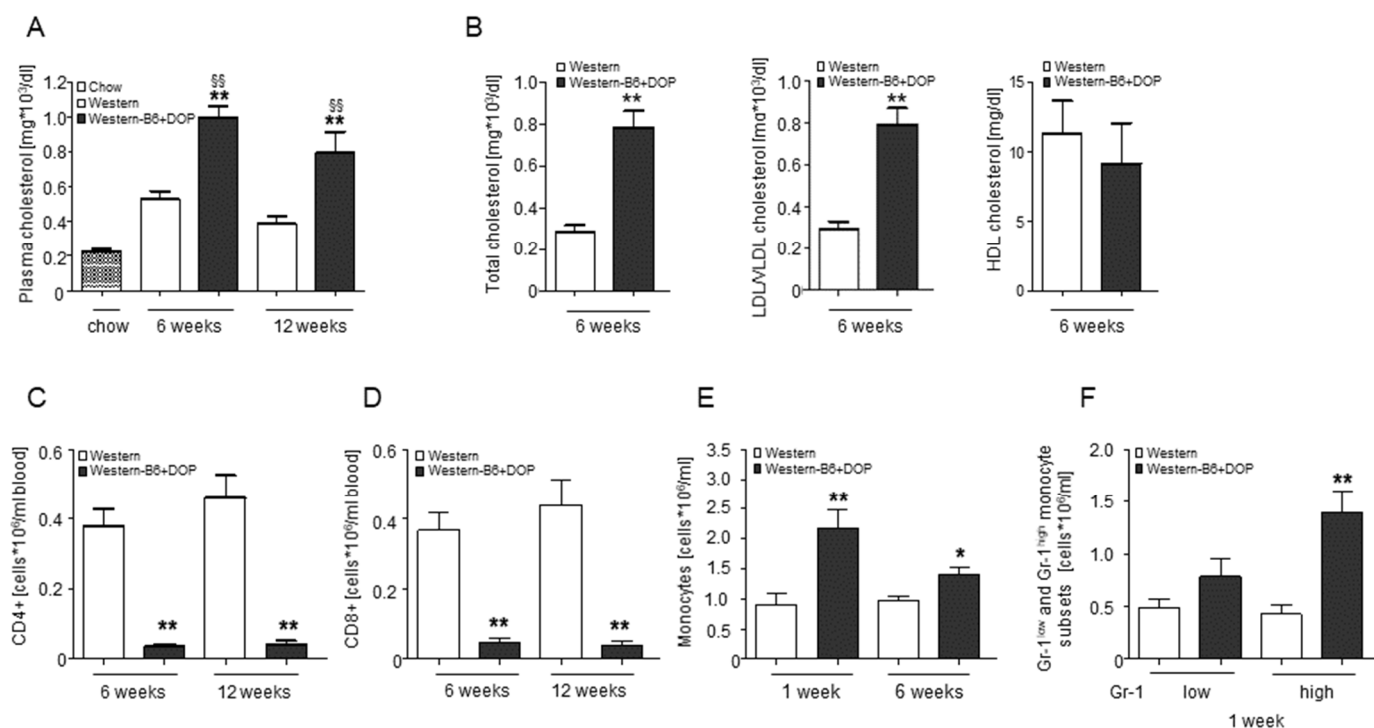 A
Plasma cholesterol [mg*10³/dl]
1.2
1.0
0.8
0.6
0.4
0.2
0
Chow
Western
Western-B6+DOP
§§
**
§§
**
chow
6 weeks
12 weeks
B
Total cholesterol [mg*10³/dl]
1.0
0.8
0.6
0.4
0.2
0
Western
Western-B6+DOP
**
6 weeks
LDL/VLDL cholesterol [mg*10³/dl]
1.0
0.8
0.6
0.4
0.2
0
Western
Western-B6+DOP
**
6 weeks
HDL cholesterol [mg/dl]
15
10
5
0
Western
Western-B6+DOP
6 weeks
C
CD4+ [cells*10⁶/ml blood]
0.6
0.4
0.2
0
Western
Western-B6+DOP
**
**
6 weeks
12 weeks
D
CD8+ [cells*10⁶/ml blood]
0.6
0.4
0.2
0
Western
Western-B6+DOP
**
**
6 weeks
12 weeks
E
Monocytes [cells*10⁶/ml]
3.5
3.0
2.5
2.0
1.5
1.0
0.5
0
Western
Western-B6+DOP
**
*
1 week
6 weeks
F
Gr-1low and Gr-1high monocyte
subsets [cells*10⁶/ml]
2.0
1.5
1.0
0.5
0
Western
Western-B6+DOP
**
Gr-1
low
high
1 week